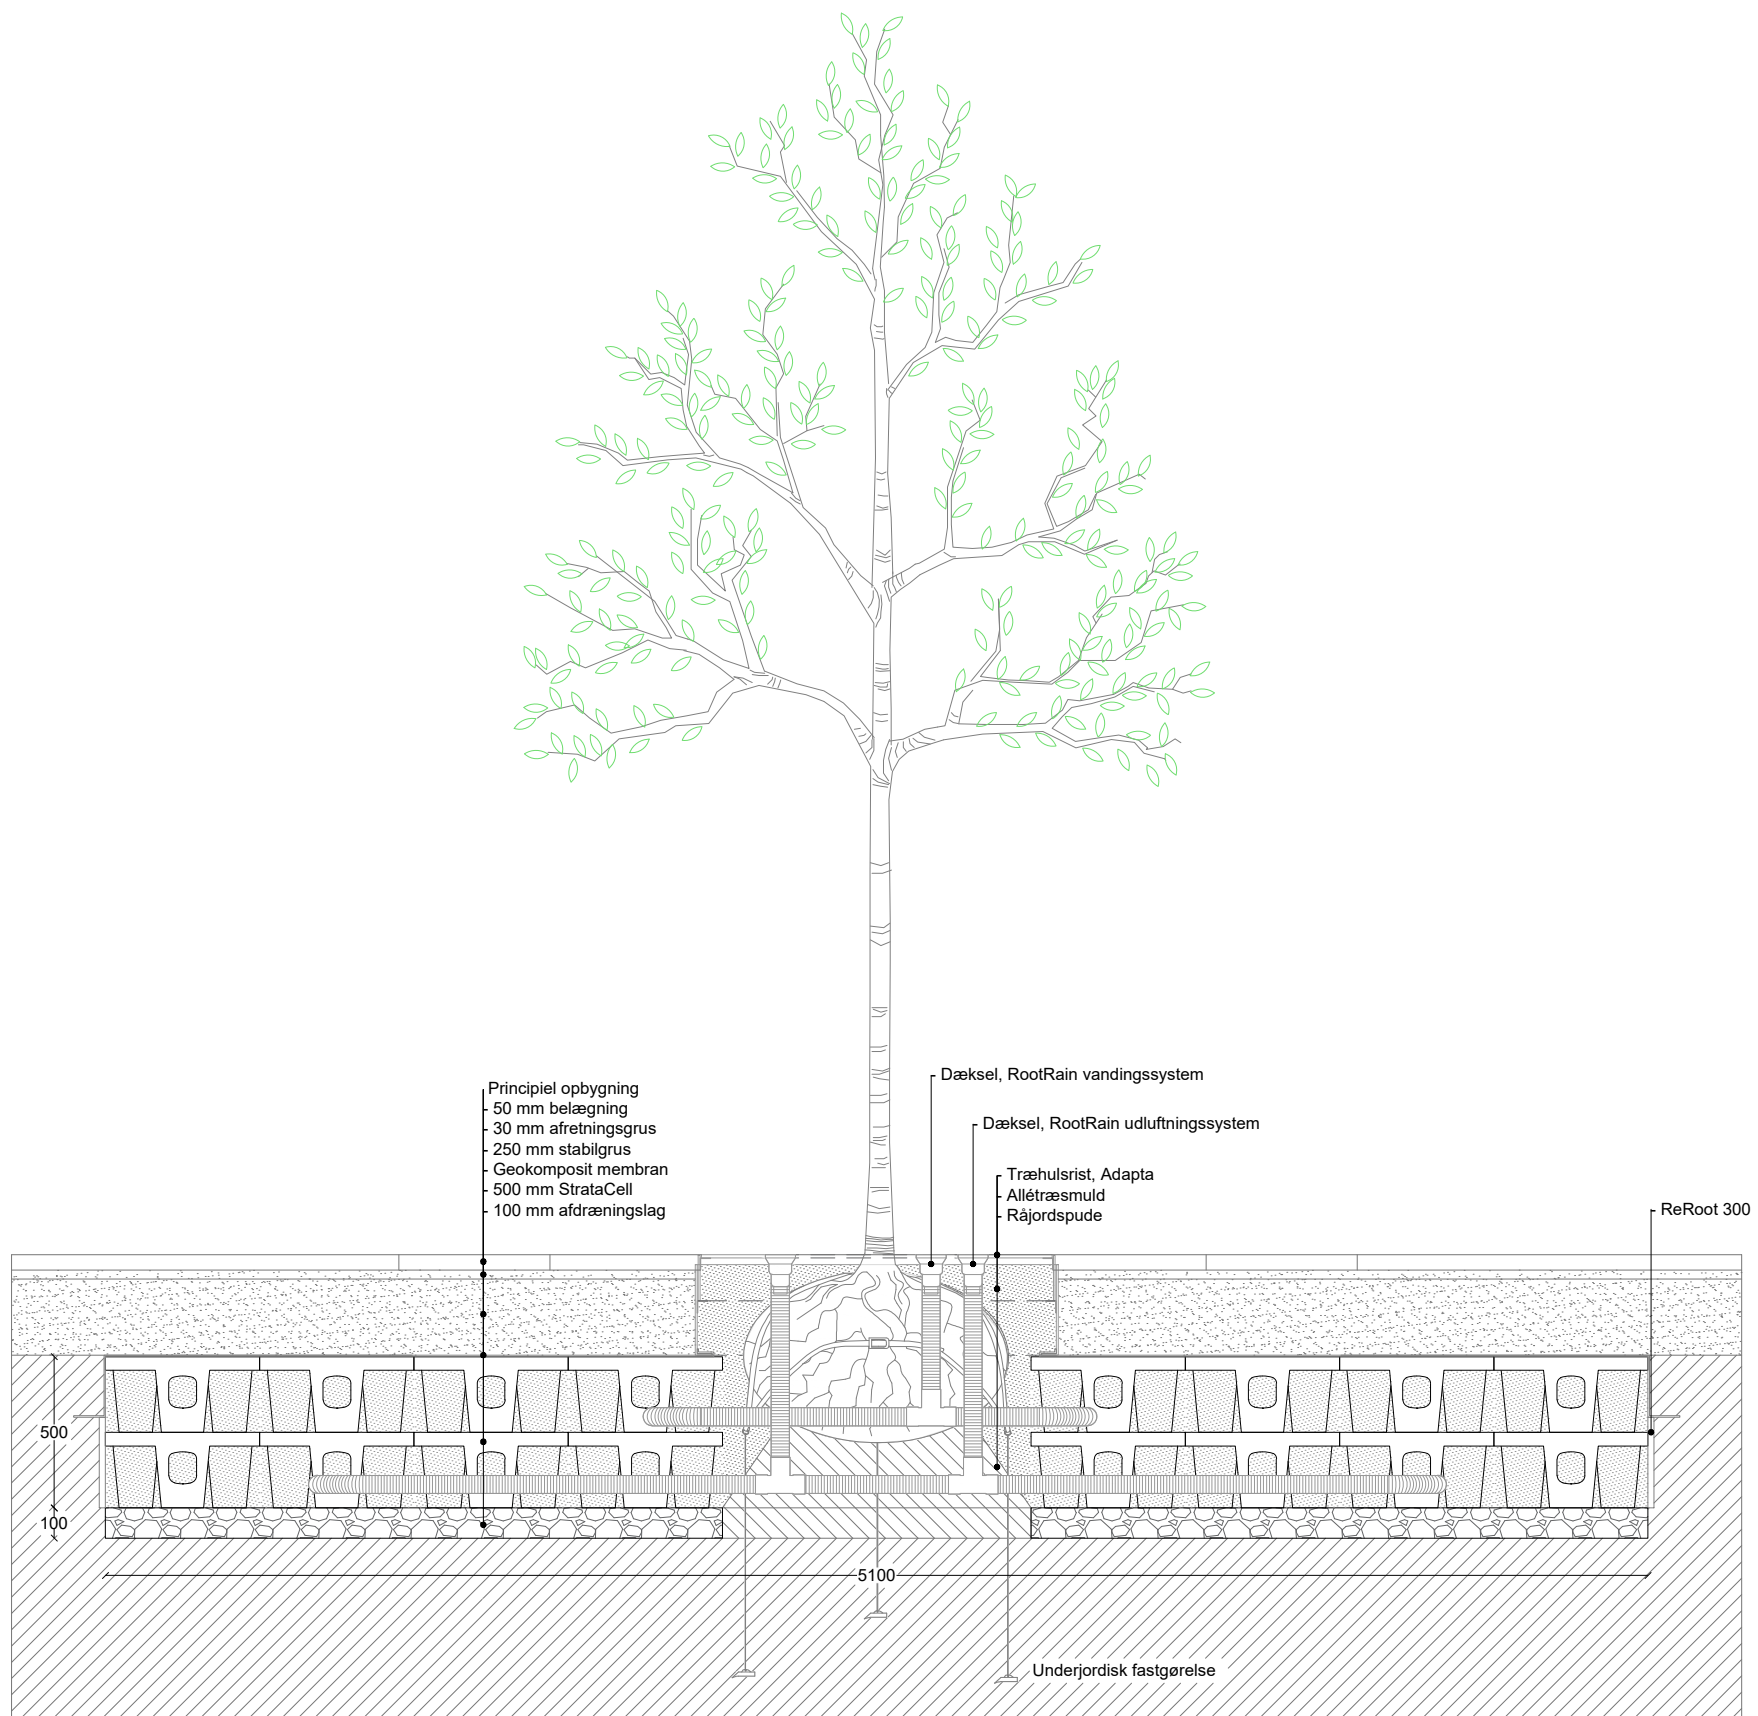 Dæksel, RootRain vandingssystem
Principiel opbygning
50 mm belægning
30 mm afretningsgrus
250 mm stabilgrus
Geokomposit membran
500 mm StrataCell
100 mm afdræningslag
Dæksel, RootRain udluftningssystem
Træhulsrist, Adapta
Allétræsmuld
Råjordspude
ReRoot 300
500
100
5100
Underjordisk fastgørelse